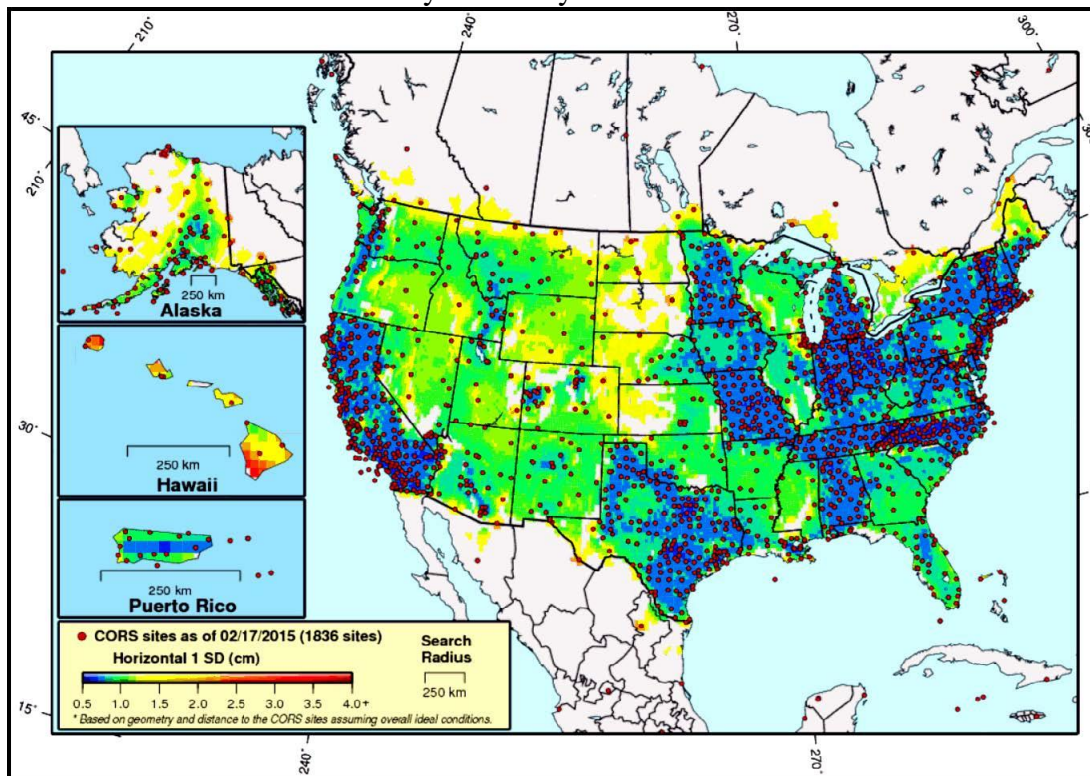 210°
240°
270°
300°
45°
210°
30°
15°
240°
270°
250 km
Alaska
250 km
Hawaii
250 km
Puerto Rico
CORS sites as of 02/17/2015 (1836 sites)
Horizontal 1 SD (cm)
0.5 1.0 1.5 2.0 2.5 3.0 3.5 4.0+
* Based on geometry and distance to the CORS sites assuming overall ideal conditions.
Search
Radius
250 km